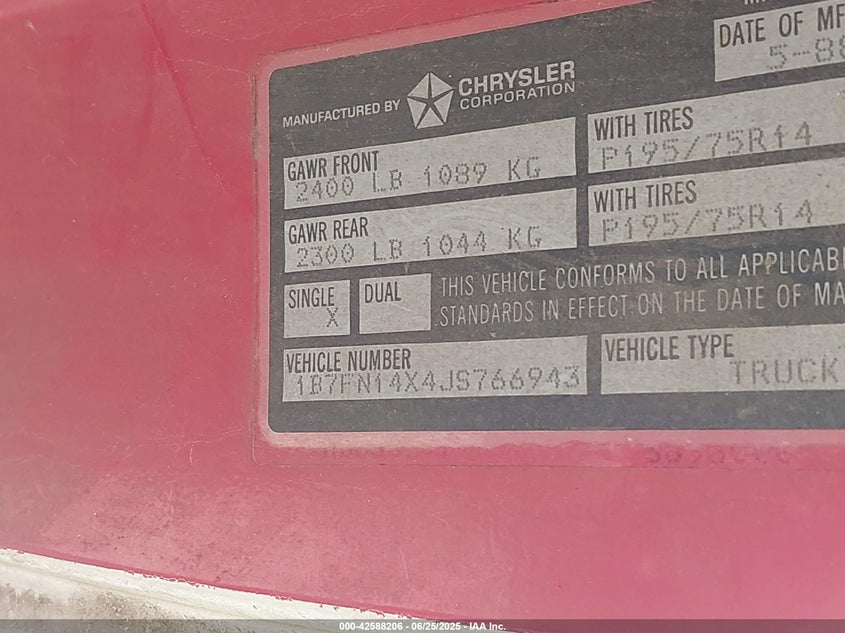 DATE OF MF
5-88
MANUFACTURED BY CHRYSLER CORPORATION
GAWR FRONT
2400 LB 1089 KG
WITH TIRES
P195/75R14
GAWR REAR
2300 LB 1044 KG
WITH TIRES
P195/75R14
SINGLE
X
DUAL
THIS VEHICLE CONFORMS TO ALL APPLICABL
STANDARDS IN EFFECT ON THE DATE OF MA
VEHICLE NUMBER
1B7FN14X4JS766943
VEHICLE TYPE
TRUCK
000-42588206 - 06/25/2025 - IAA Inc.